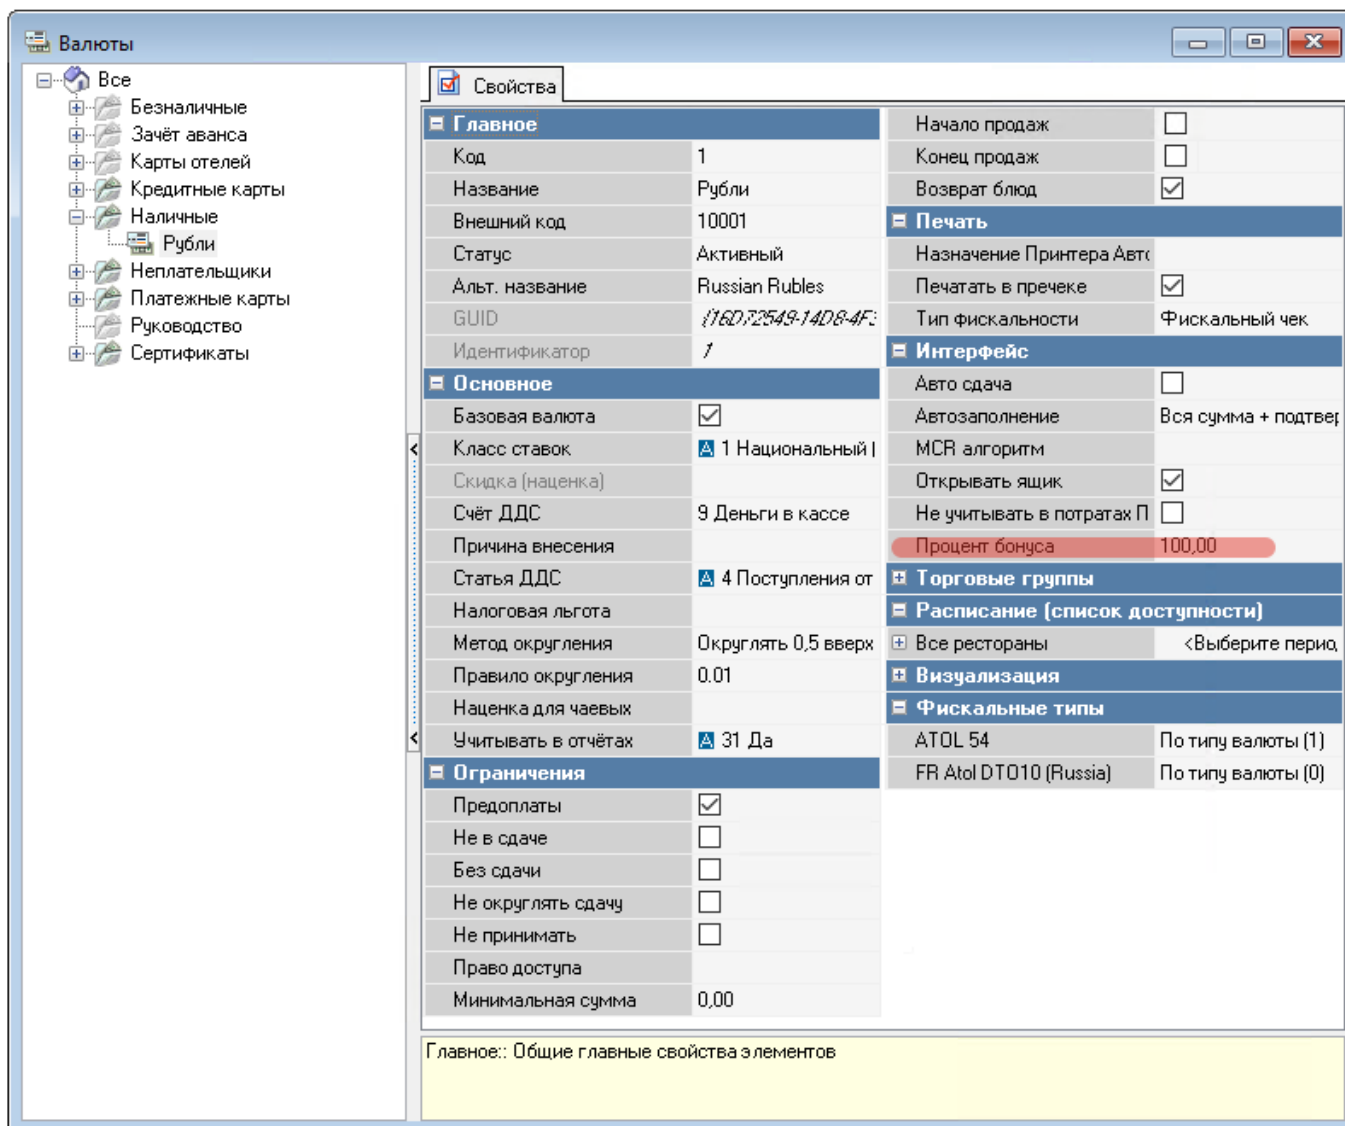 Валюты
Все
Безналичные
Зачёт аванса
Карты отелей
Кредитные карты
Наличные
Рубли
Неплательщики
Платежные карты
Руководство
Сертификаты
Свойства
Главное
Код 1
Название Рубли
Внешний код 10001
Статус Активный
Альт. название Russian Rubles
GUID {16D72549-14D8-4F3
Идентификатор 1
Основное
Базовая валюта
Класс ставок A 1 Национальный
Скидка (наценка)
Счёт ДДС 9 Деньги в кассе
Причина внесения
Статья ДДС A 4 Поступления от
Налоговая льгота
Метод округления Округлять 0,5 вверх
Правило округления 0.01
Наценка для чаевых
Учитывать в отчётах A 31 Да
Ограничения
Предоплаты
Не в сдаче
Без сдачи
Не округлять сдачу
Не принимать
Право доступа
Минимальная сумма 0,00
Начало продаж
Конец продаж
Возврат блюд
Печать
Назначение Принтера Авто
Печатать в пречеке
Тип фискальности Фискальный чек
Интерфейс
Авто сдача
Автозаполнение Вся сумма + подтвер
MCR алгоритм
Открывать ящик
Не учитывать в потратах П
Процент бонуса 100,00
Торговые группы
Расписание (список доступности)
Все рестораны <Выберите перио
Визуализация
Фискальные типы
ATOL 54 По типу валюты (1)
FR Atol DTO10 (Russia) По типу валюты (0)
Главное:: Общие главные свойства элементов